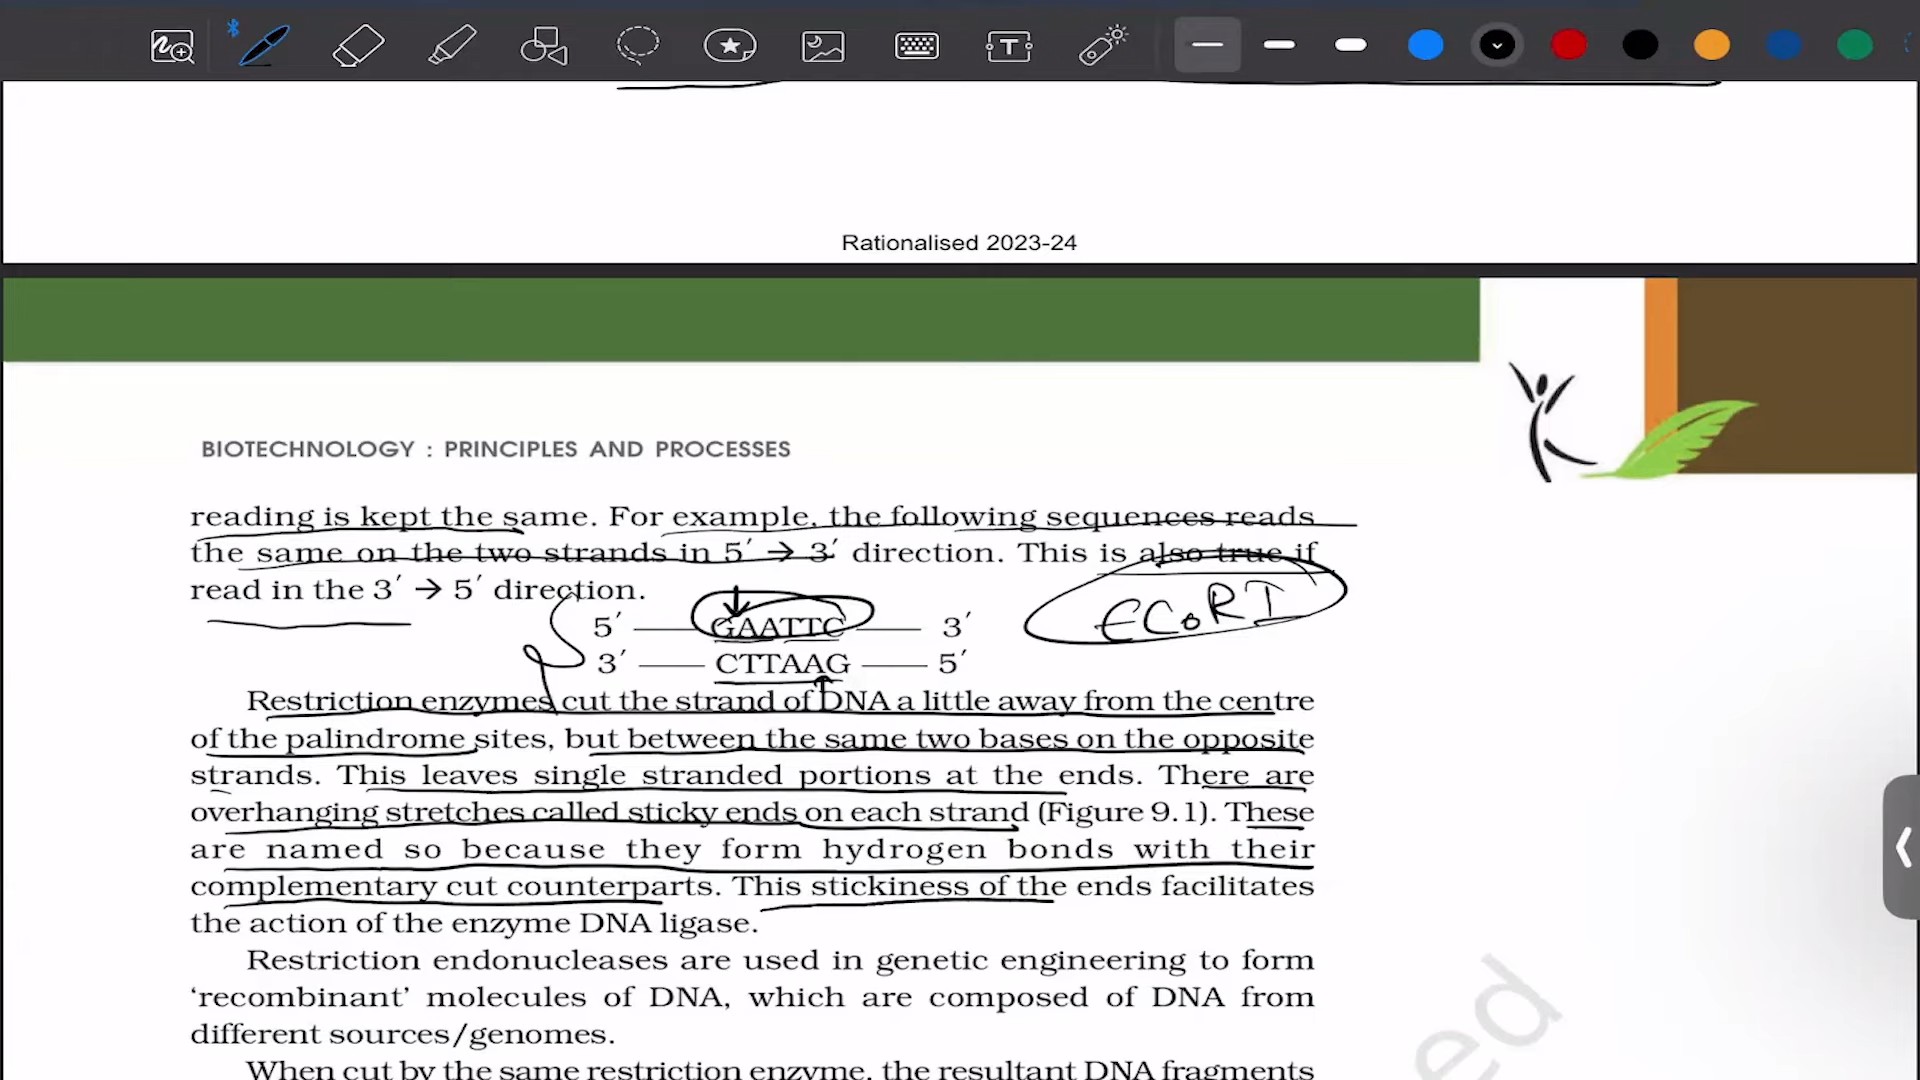 Rationalised 2023-24
BIOTECHNOLOGY : PRINCIPLES AND PROCESSES
reading is kept the same. For example, the following sequences reads
the same on the two strands in 5′ → 3′ direction. This is also true if
read in the 3′ → 5′ direction.
5′ —— GAATTC —— 3′
ECoRI
3′ —— CTTAAG —— 5′
Restriction enzymes cut the strand of DNA a little away from the centre
of the palindrome sites, but between the same two bases on the opposite
strands. This leaves single stranded portions at the ends. There are
overhanging stretches called sticky ends on each strand (Figure 9.1). These
are named so because they form hydrogen bonds with their
complementary cut counterparts. This stickiness of the ends facilitates
the action of the enzyme DNA ligase.
Restriction endonucleases are used in genetic engineering to form
‘recombinant’ molecules of DNA, which are composed of DNA from
different sources/genomes.
When cut by the same restriction enzyme, the resultant DNA fragments
ed